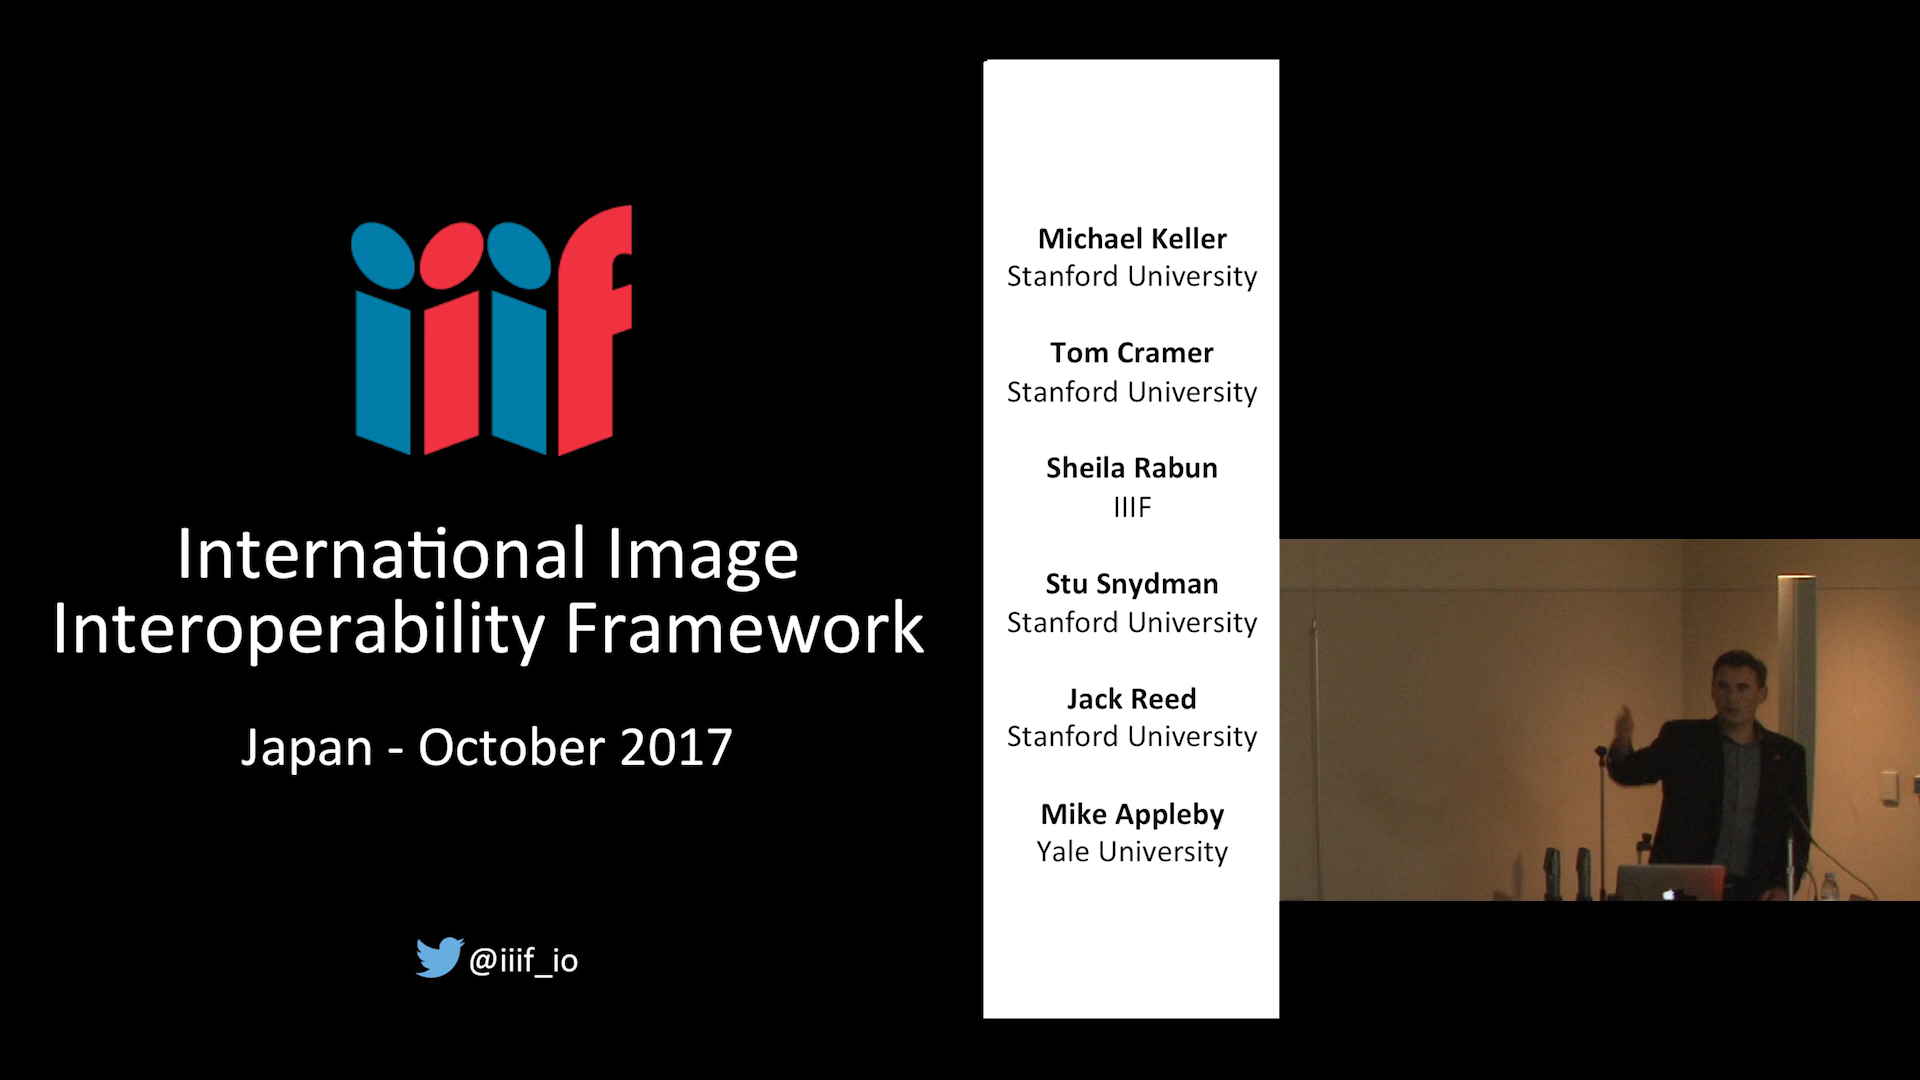 iiif
International Image
Interoperability Framework
Japan - October 2017
@iiif_io
Michael Keller
Stanford University
Tom Cramer
Stanford University
Sheila Rabun
IIIF
Stu Snydman
Stanford University
Jack Reed
Stanford University
Mike Appleby
Yale University